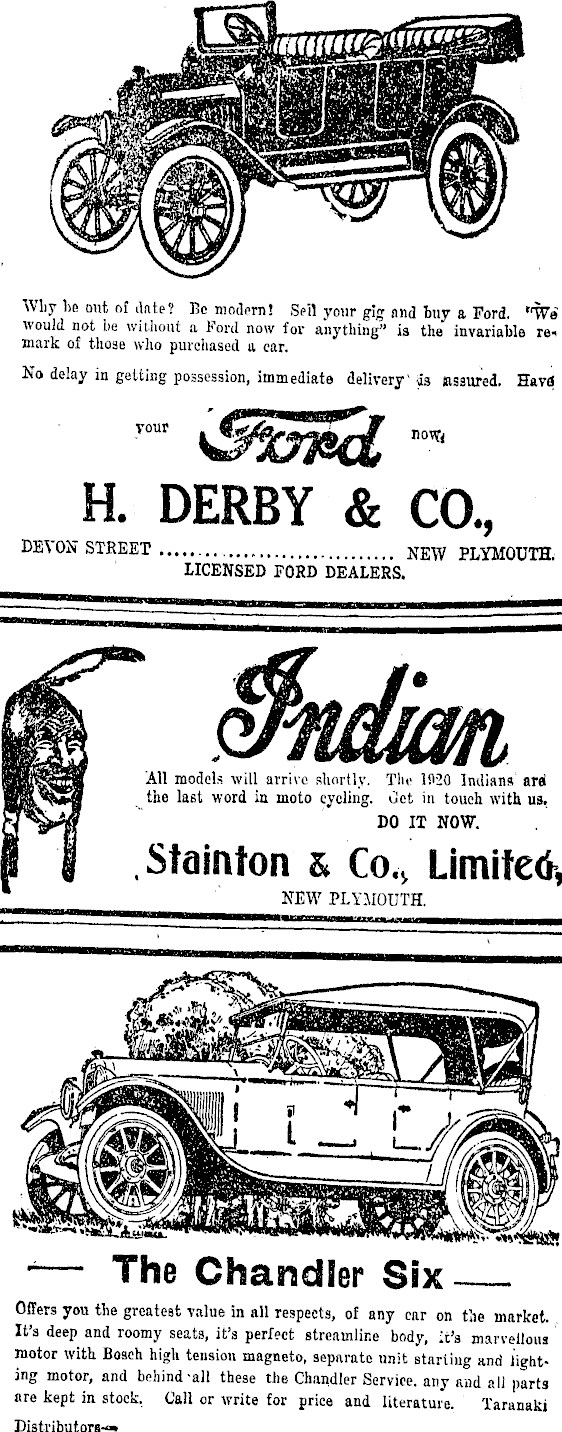 Why be out of date? Be modern! Sell your gig and buy a Ford. "We
would not be without a Ford now for anything" is the invariable re-
mark of those who purchased a car.
No delay in getting possession, immediate delivery is assured. Have
your Ford now.
H. DERBY & CO.,
DEVON STREET .................................. NEW PLYMOUTH.
LICENSED FORD DEALERS.
Indian
All models will arrive shortly. The 1920 Indians are
the last word in moto cycling. Get in touch with us.
DO IT NOW.
Stainton & Co., Limited,
NEW PLYMOUTH.
— The Chandler Six —
Offers you the greatest value in all respects, of any car on the market.
It's deep and roomy seats, it's perfect streamline body, it's marvellous
motor with Bosch high tension magneto, separate unit starting and light-
ing motor, and behind all these the Chandler Service. any and all parts
are kept in stock. Call or write for price and literature. Taranaki
Distributors—